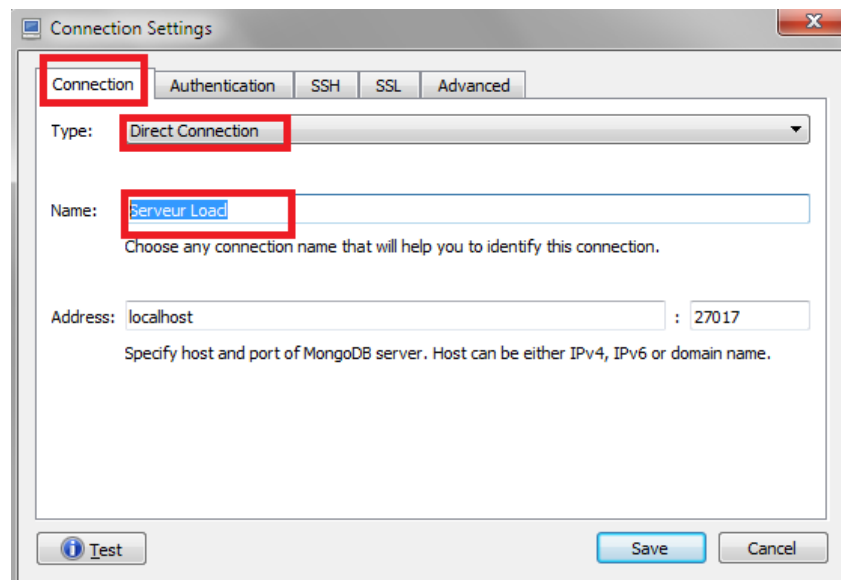 Connection Settings
Connection Authentication SSH SSL Advanced
Type: Direct Connection
Name: Serveur Load
Choose any connection name that will help you to identify this connection.
Address: localhost : 27017
Specify host and port of MongoDB server. Host can be either IPv4, IPv6 or domain name.
Test Save Cancel